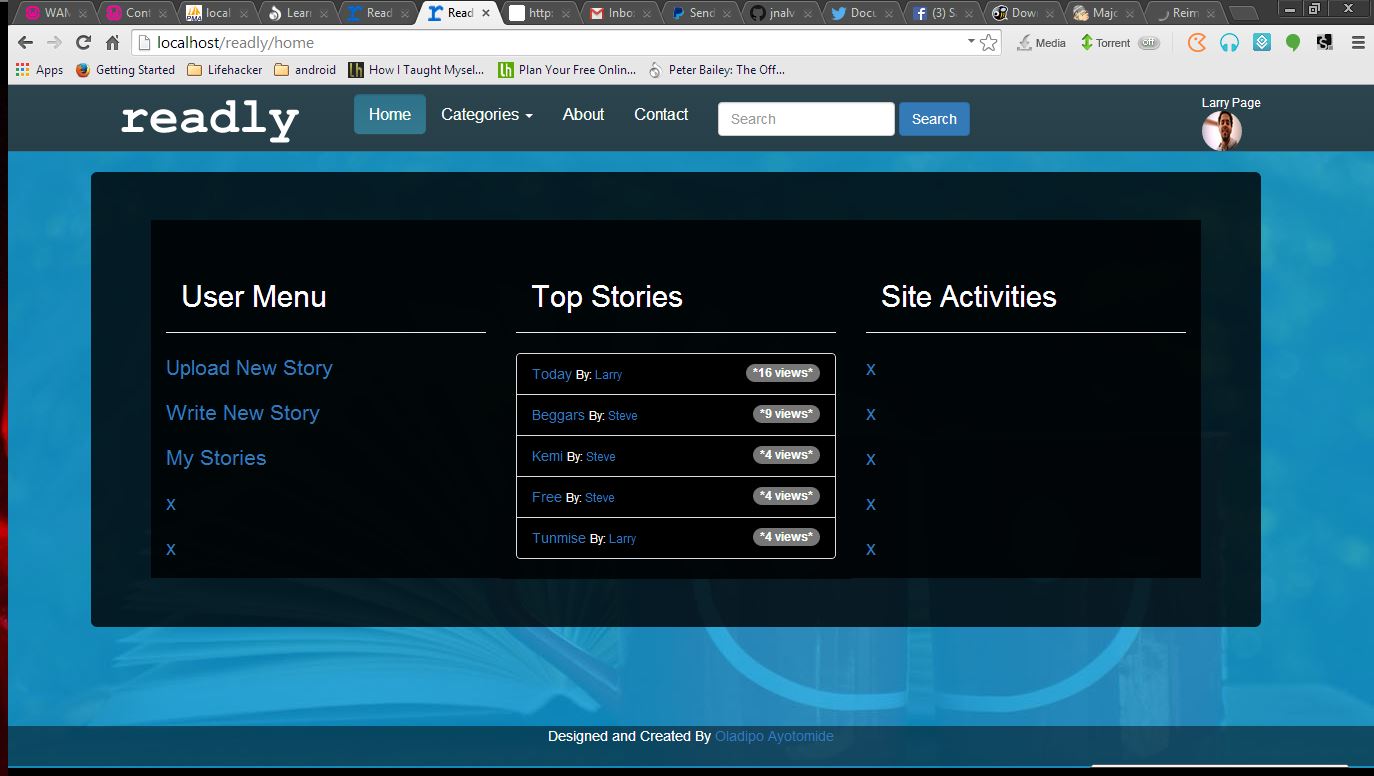 WAM
Conf
local
Learn
Read
Read
http:
Inbo
Send
jnalv
Docu
(3) S
Dow
Majo
Reim
localhost/readly/home
Media
Torrent
off
Apps
Getting Started
Lifehacker
android
How I Taught Mysel...
Plan Your Free Onlin...
Peter Bailey: The Off...
readly
Home
Categories
About
Contact
Search
Search
Larry Page
User Menu
Upload New Story
Write New Story
My Stories
x
x
Top Stories
Today By: Larry *16 views*
Beggars By: Steve *9 views*
Kemi By: Steve *4 views*
Free By: Steve *4 views*
Tunmise By: Larry *4 views*
Site Activities
x
x
x
x
x
Designed and Created By Oladipo Ayotomide